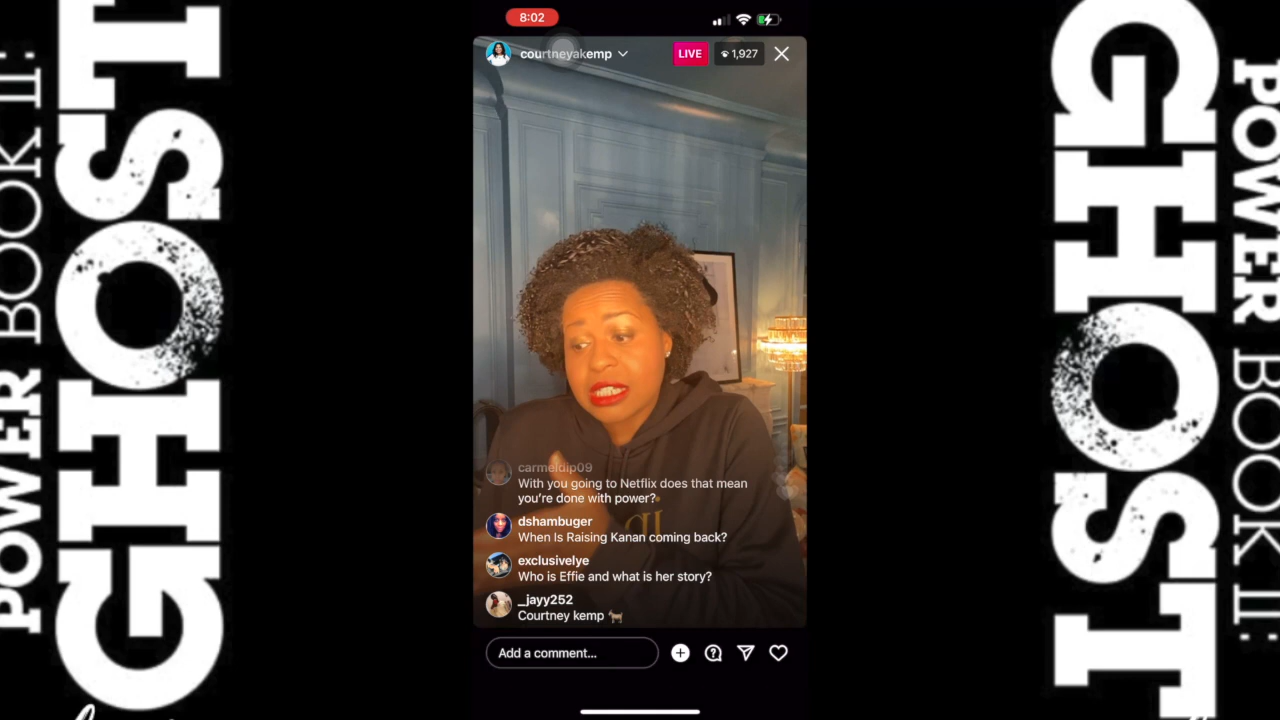 POWER BOOK II:
GHOST
8:02
courtneyakemp
LIVE
1,927
carmeldip09
With you going to Netflix does that mean
you're done with power?
dshambuger
When Is Raising Kanan coming back?
exclusivelye
Who is Effie and what is her story?
_jayy252
Courtney kemp 🐐
Add a comment...
POWER BOOK II:
GHOST